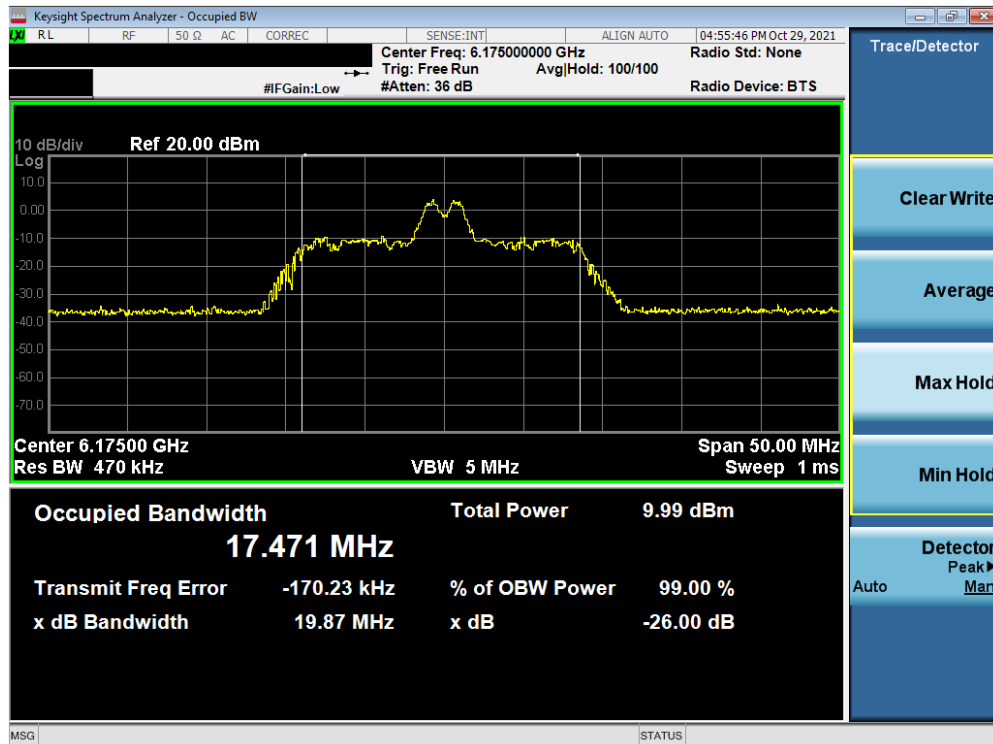 Keysight Spectrum Analyzer - Occupied BW
LXI RL RF 50 Ω AC CORREC SENSE:INT ALIGN AUTO 04:55:46 PM Oct 29, 2021
Center Freq: 6.175000000 GHz Radio Std: None
Trig: Free Run Avg|Hold: 100/100
#IFGain:Low #Atten: 36 dB Radio Device: BTS
10 dB/div Ref 20.00 dBm
Log
10.0
0.00
-10.0
-20.0
-30.0
-40.0
-50.0
-60.0
-70.0
Center 6.17500 GHz Span 50.00 MHz
Res BW 470 kHz VBW 5 MHz Sweep 1 ms
Occupied Bandwidth Total Power 9.99 dBm
17.471 MHz
Transmit Freq Error -170.23 kHz % of OBW Power 99.00 %
x dB Bandwidth 19.87 MHz x dB -26.00 dB
Trace/Detector
Clear Write
Average
Max Hold
Min Hold
Detector
Peak
Auto Man
MSG STATUS